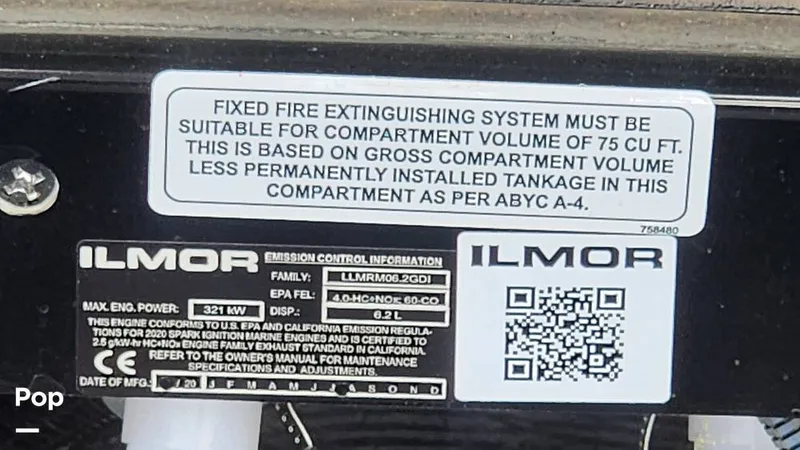 FIXED FIRE EXTINGUISHING SYSTEM MUST BE
SUITABLE FOR COMPARTMENT VOLUME OF 75 CU FT.
THIS IS BASED ON GROSS COMPARTMENT VOLUME
LESS PERMANENTLY INSTALLED TANKAGE IN THIS
COMPARTMENT AS PER ABYC A-4.
758480
ILMOR EMISSION CONTROL INFORMATION
FAMILY: LLMRM06.2GDI
EPA FEL: 4.0-HC+NOx; 60-CO
MAX. ENG. POWER: 321 kW DISP.: 6.2 L
THIS ENGINE CONFORMS TO U.S. EPA AND CALIFORNIA EMISSION REGULA-
TIONS FOR 2020 SPARK IGNITION MARINE ENGINES AND IS CERTIFIED TO
2.5 g/kW-hr HC+NOx ENGINE FAMILY EXHAUST STANDARD IN CALIFORNIA.
CE REFER TO THE OWNER'S MANUAL FOR MAINTENANCE
SPECIFICATIONS AND ADJUSTMENTS.
DATE OF MFG.: / 20 J F M A M J J A S O N D
ILMOR
Pop